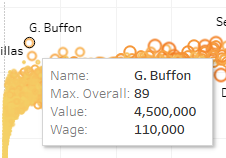 Se
G. Buffon
illas
Name: G. Buffon
Max. Overall: 89
Value: 4,500,000
Wage: 110,000
D